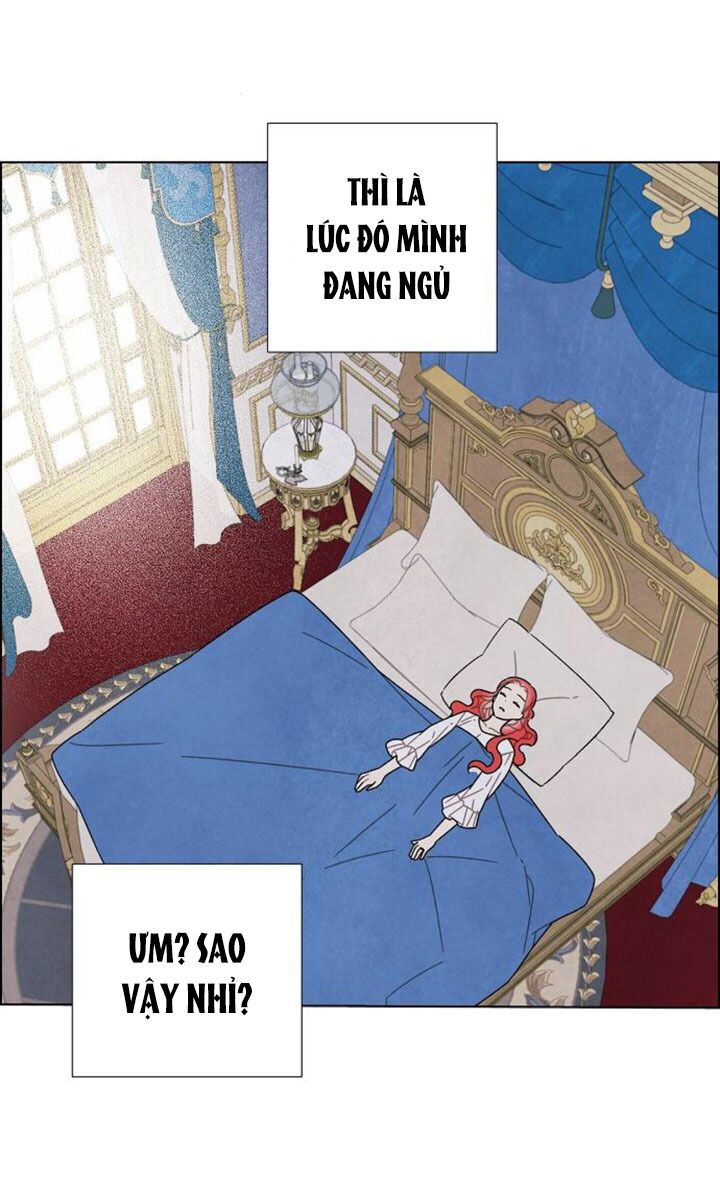 THÌ LÀ
LÚC ĐÓ MÌNH
ĐANG NGỦ
ƯM? SAO
VẬY NHỈ?